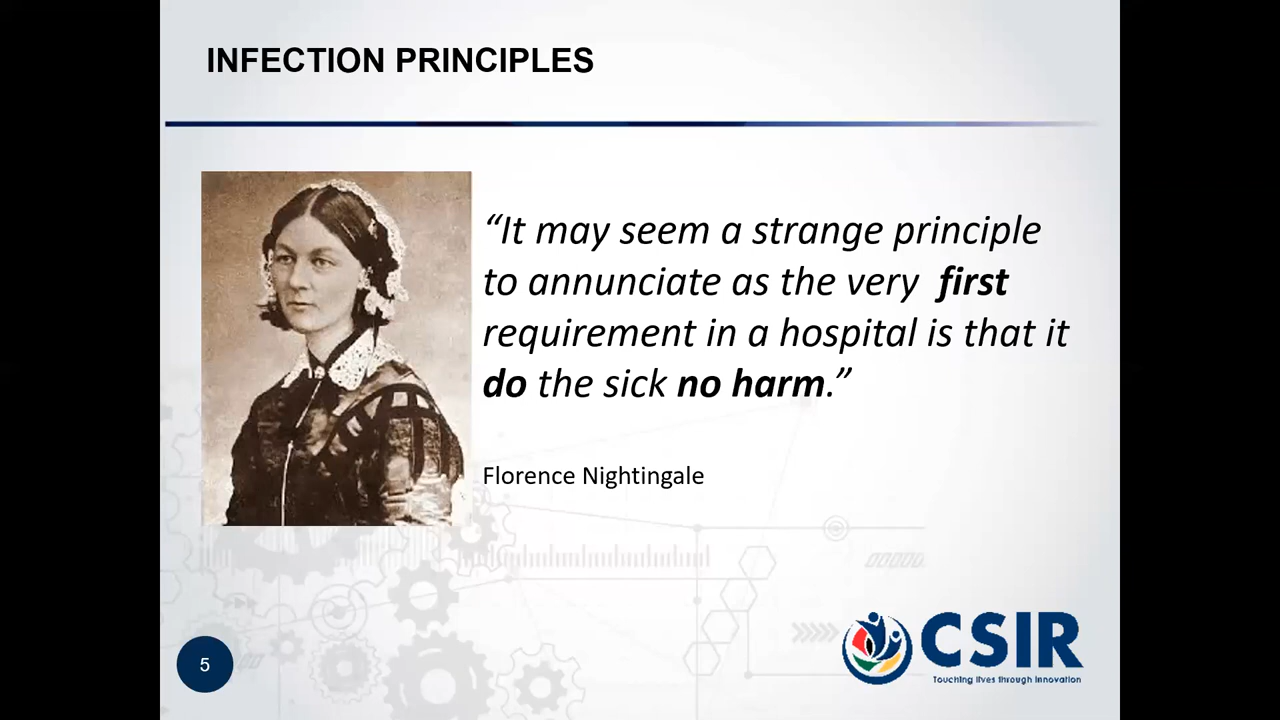 INFECTION PRINCIPLES
“It may seem a strange principle
to annunciate as the very first
requirement in a hospital is that it
do the sick no harm.”
Florence Nightingale
5
CSIR
Touching lives through innovation